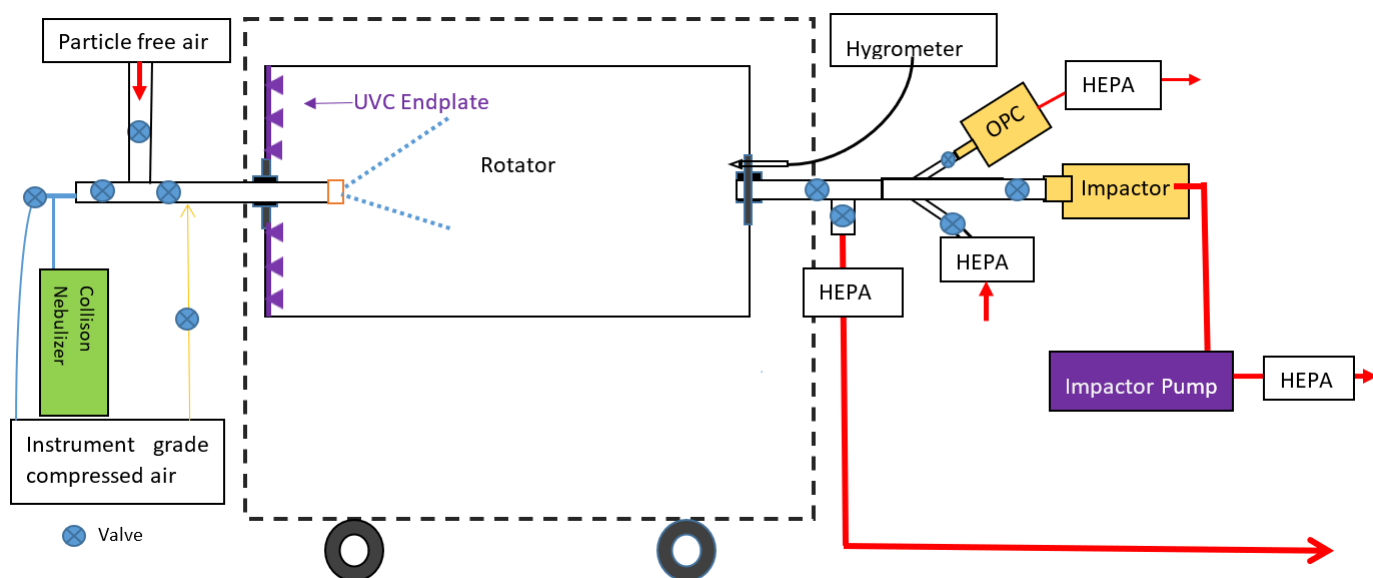 Particle free air
Hygrometer
HEPA
OPC
UVC Endplate
Rotator
Impactor
HEPA
HEPA
Collison
Nebulizer
Impactor Pump
HEPA
Instrument grade
compressed air
Valve